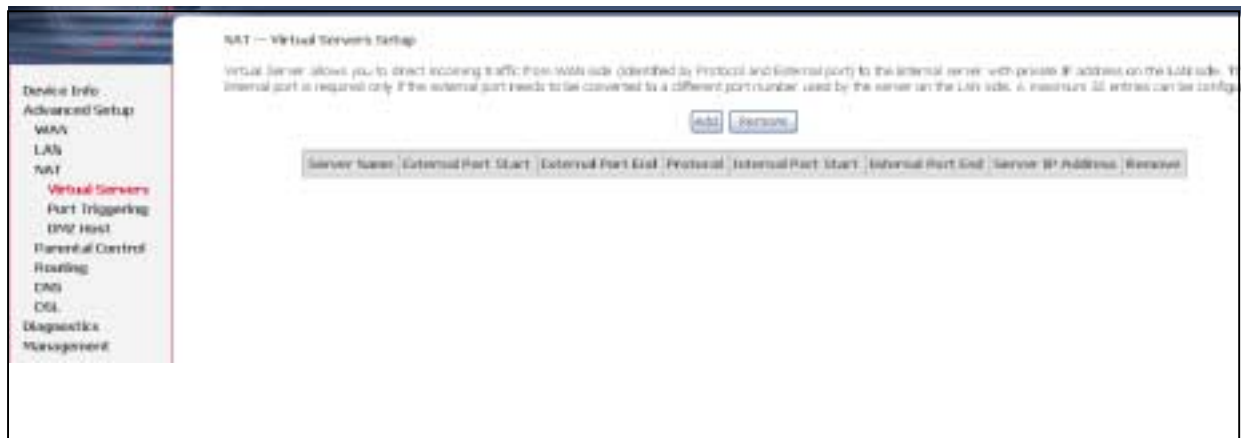 NAT -- Virtual Servers Setup
Virtual Server allows you to direct incoming traffic from WAN side (identified by Protocol and External port) to the internal server with private IP address on the LAN side. Th
internal port is required only if the external port needs to be converted to a different port number used by the server on the LAN side. A maximum 32 entries can be configu
Add Remove
Server Name External Port Start External Port End Protocol Internal Port Start Internal Port End Server IP Address Remove
Device Info
Advanced Setup
WAN
LAN
NAT
Virtual Servers
Port Triggering
DMZ Host
Parental Control
Routing
DNS
DSL
Diagnostics
Management